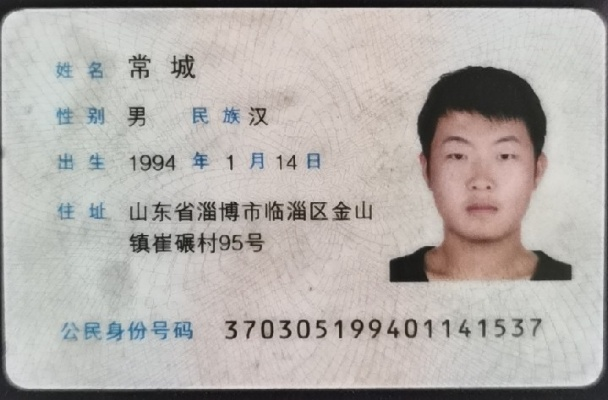 姓名 常城
性别 男 民族 汉
出生 1994 年 1 月 14 日
住址 山东省淄博市临淄区金山
镇崔碾村95号
公民身份号码 370305199401141537